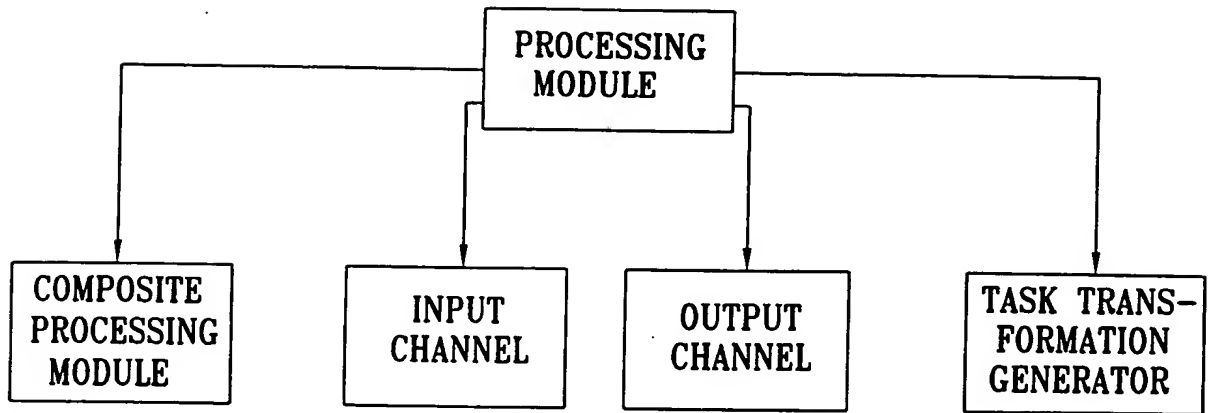 PROCESSING
MODULE
COMPOSITE
PROCESSING
MODULE
INPUT
CHANNEL
OUTPUT
CHANNEL
TASK TRANS-
FORMATION
GENERATOR